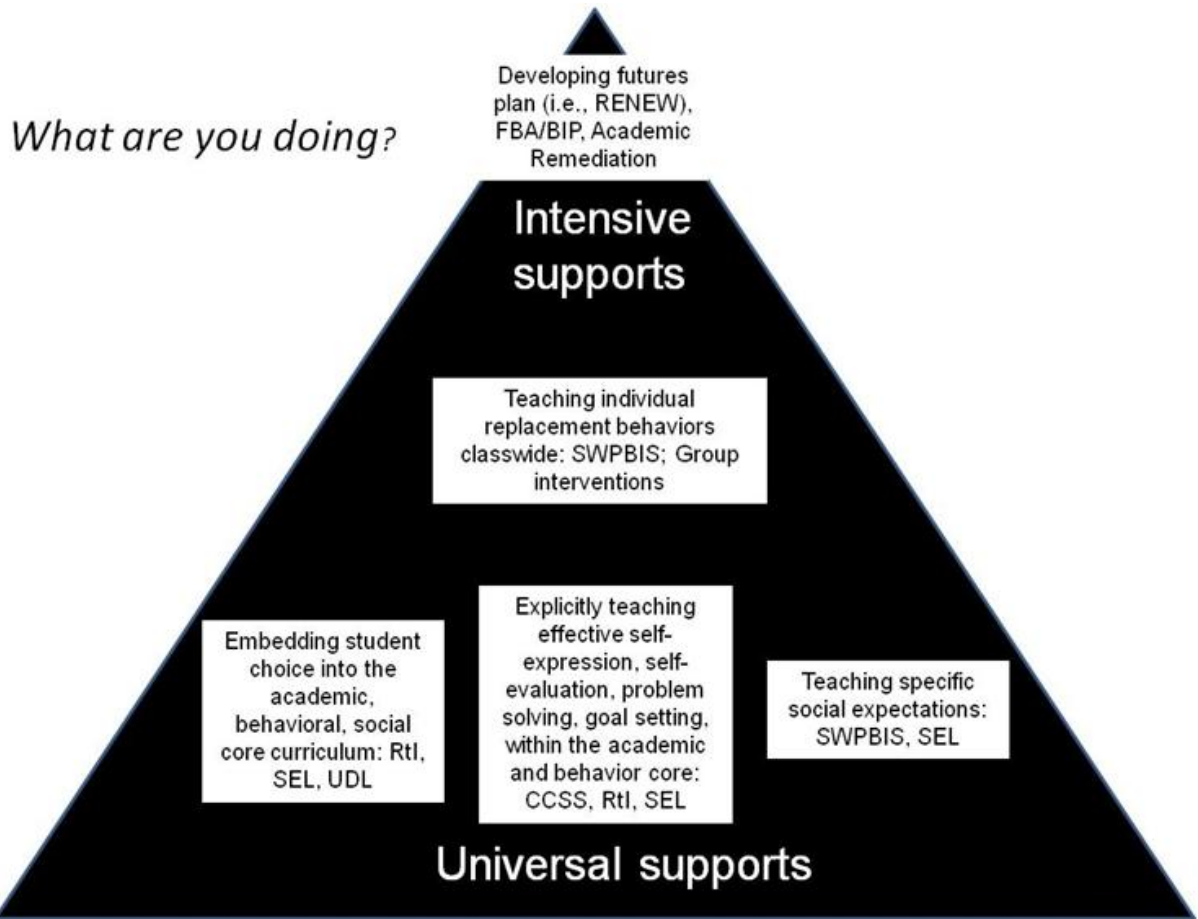 Developing futures
plan (i.e., RENEW),
FBA/BIP, Academic
Remediation
What are you doing?
Intensive
supports
Teaching individual
replacement behaviors
classwide: SWPBIS; Group
interventions
Embedding student
choice into the
academic,
behavioral, social
core curriculum: RtI,
SEL, UDL
Explicitly teaching
effective self-
expression, self-
evaluation, problem
solving, goal setting,
within the academic
and behavior core:
CCSS, RtI, SEL
Teaching specific
social expectations:
SWPBIS, SEL
Universal supports